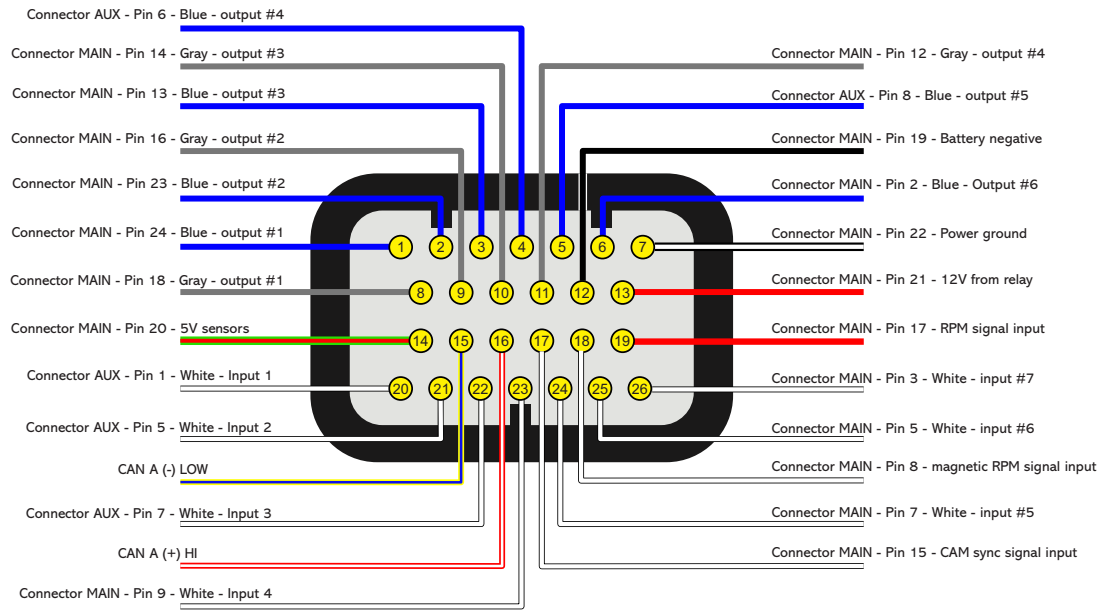 Connector AUX - Pin 6 - Blue - output #4
Connector MAIN - Pin 14 - Gray - output #3
Connector MAIN - Pin 13 - Blue - output #3
Connector MAIN - Pin 16 - Gray - output #2
Connector MAIN - Pin 23 - Blue - output #2
Connector MAIN - Pin 24 - Blue - output #1
Connector MAIN - Pin 18 - Gray - output #1
Connector MAIN - Pin 20 - 5V sensors
Connector AUX - Pin 1 - White - Input 1
Connector AUX - Pin 5 - White - Input 2
CAN A (-) LOW
Connector AUX - Pin 7 - White - Input 3
CAN A (+) HI
Connector MAIN - Pin 9 - White - Input 4
1 2 3 4 5 6 7
8 9 10 11 12 13
14 15 16 17 18 19
20 21 22 23 24 25 26
Connector MAIN - Pin 12 - Gray - output #4
Connector AUX - Pin 8 - Blue - output #5
Connector MAIN - Pin 19 - Battery negative
Connector MAIN - Pin 2 - Blue - Output #6
Connector MAIN - Pin 22 - Power ground
Connector MAIN - Pin 21 - 12V from relay
Connector MAIN - Pin 17 - RPM signal input
Connector MAIN - Pin 3 - White - input #7
Connector MAIN - Pin 5 - White - input #6
Connector MAIN - Pin 8 - magnetic RPM signal input
Connector MAIN - Pin 7 - White - input #5
Connector MAIN - Pin 15 - CAM sync signal input